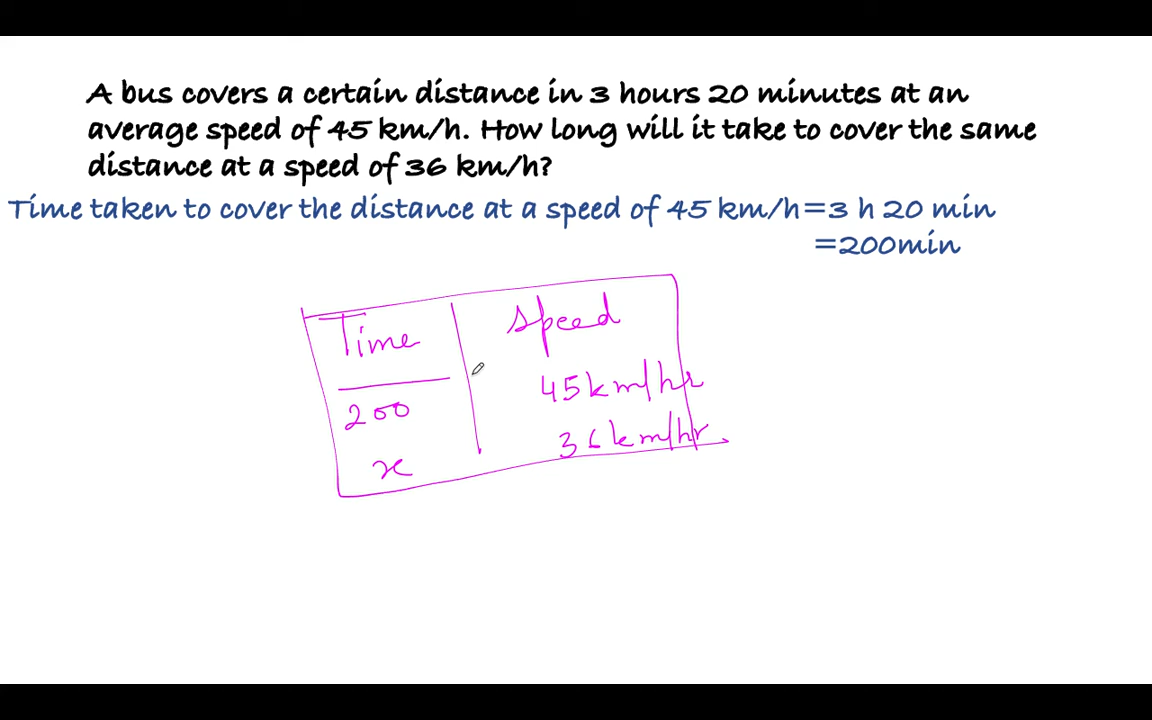 A bus covers a certain distance in 3 hours 20 minutes at an
average speed of 45 km/h. How long will it take to cover the same
distance at a speed of 36 km/h?
Time taken to cover the distance at a speed of 45 km/h=3 h 20 min
=200min
Time speed
200 45km/hr
x 36km/hr